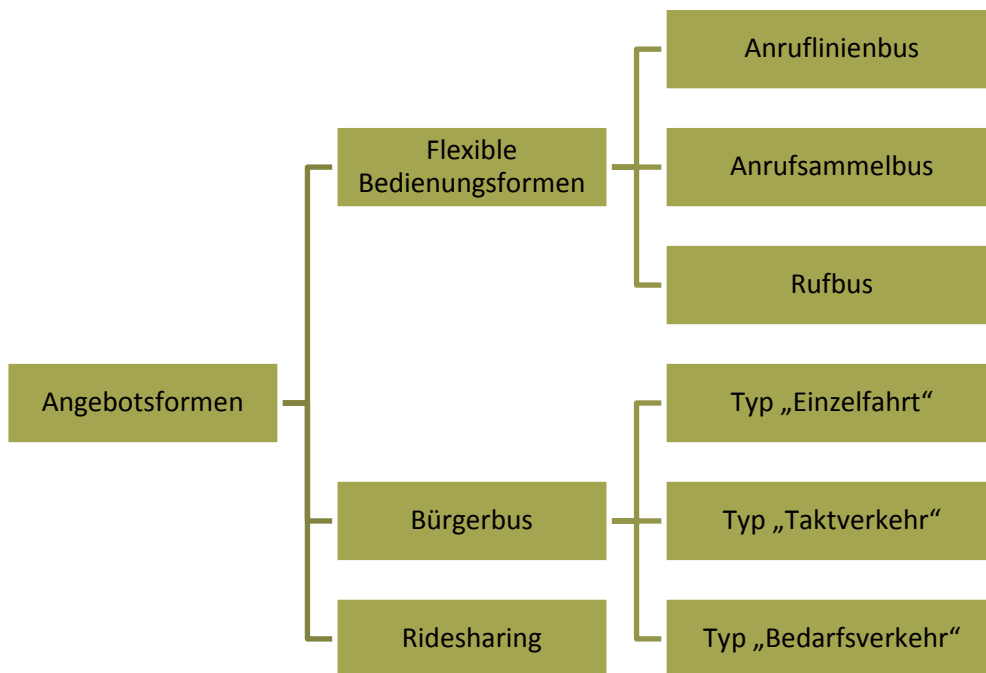 Angebotsformen
Flexible
Bedienungsformen
Anruflinienbus
Anrufsammelbus
Rufbus
Bürgerbus
Typ „Einzelfahrt“
Typ „Taktverkehr“
Typ „Bedarfsverkehr“
Ridesharing